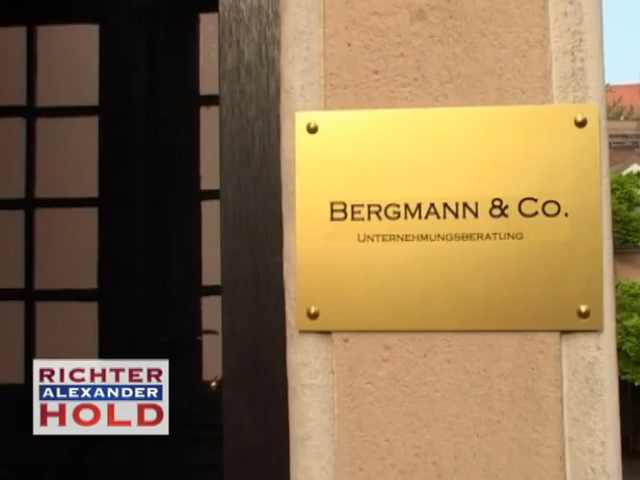 BERGMANN & CO.
UNTERNEHMUNGSBERATUNG
RICHTER
ALEXANDER
HOLD